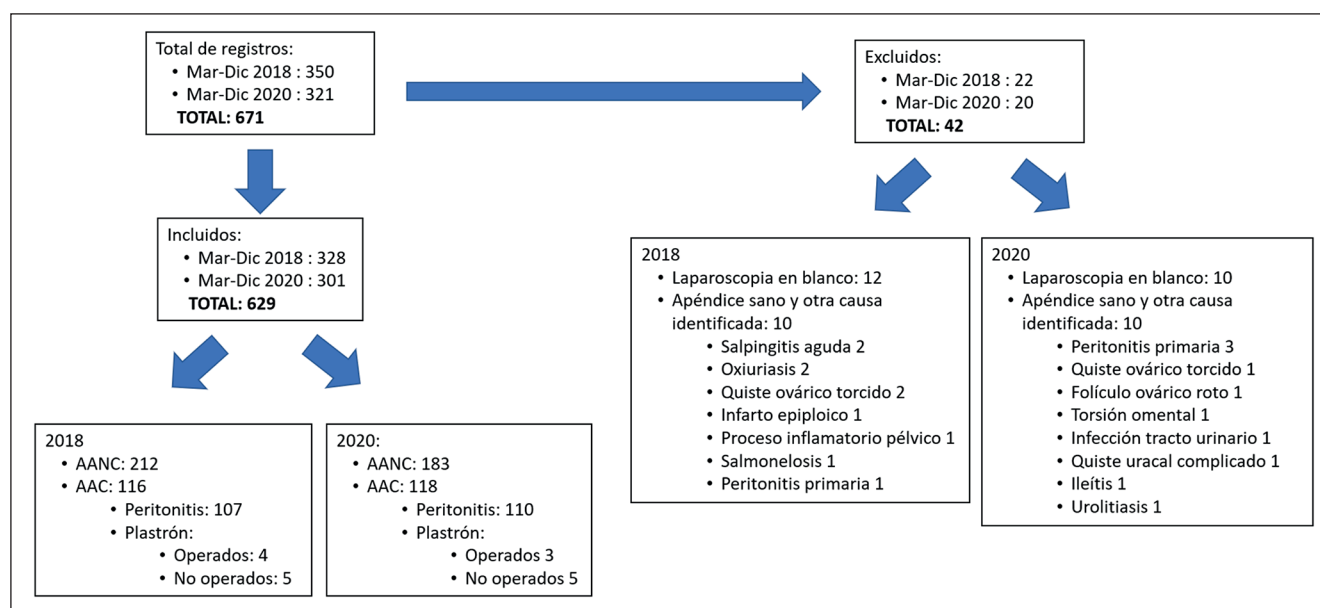 Total de registros:
• Mar-Dic 2018 : 350
• Mar-Dic 2020 : 321
TOTAL: 671
Excluidos:
• Mar-Dic 2018 : 22
• Mar-Dic 2020 : 20
TOTAL: 42
Incluidos:
• Mar-Dic 2018 : 328
• Mar-Dic 2020 : 301
TOTAL: 629
2018
• AANC: 212
• AAC: 116
• Peritonitis: 107
• Plastrón:
• Operados: 4
• No operados: 5
2020:
• AANC: 183
• AAC: 118
• Peritonitis: 110
• Plastrón:
• Operados 3
• No operados 5
2018
• Laparoscopia en blanco: 12
• Apéndice sano y otra causa
identificada: 10
• Salpingitis aguda 2
• Oxiuriasis 2
• Quiste ovárico torcido 2
• Infarto epiploico 1
• Proceso inflamatorio pélvico 1
• Salmonelosis 1
• Peritonitis primaria 1
2020
• Laparoscopia en blanco: 10
• Apéndice sano y otra causa
identificada: 10
• Peritonitis primaria 3
• Quiste ovárico torcido 1
• Folículo ovárico roto 1
• Torsión omental 1
• Infección tracto urinario 1
• Quiste uracal complicado 1
• Ileítis 1
• Urolitiasis 1